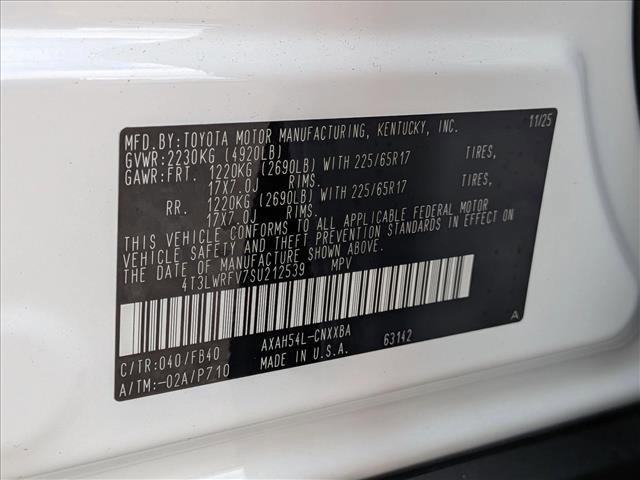 MFD.BY:TOYOTA MOTOR MANUFACTURING, KENTUCKY, INC. 11/25
GVWR:2230KG (4920LB)
GAWR:FRT. 1220KG (2690LB) WITH 225/65R17 TIRES,
17X7.0J RIMS.
RR. 1220KG (2690LB) WITH 225/65R17 TIRES,
17X7.0J RIMS.
THIS VEHICLE CONFORMS TO ALL APPLICABLE FEDERAL MOTOR
VEHICLE SAFETY AND THEFT PREVENTION STANDARDS IN EFFECT ON
THE DATE OF MANUFACTURE SHOWN ABOVE.
4T3LWRFV7SU212539 MPV
C/TR:040/FB40 AXAH54L-CNXXBA 63142 A
A/TM:-02A/P710 MADE IN U.S.A.